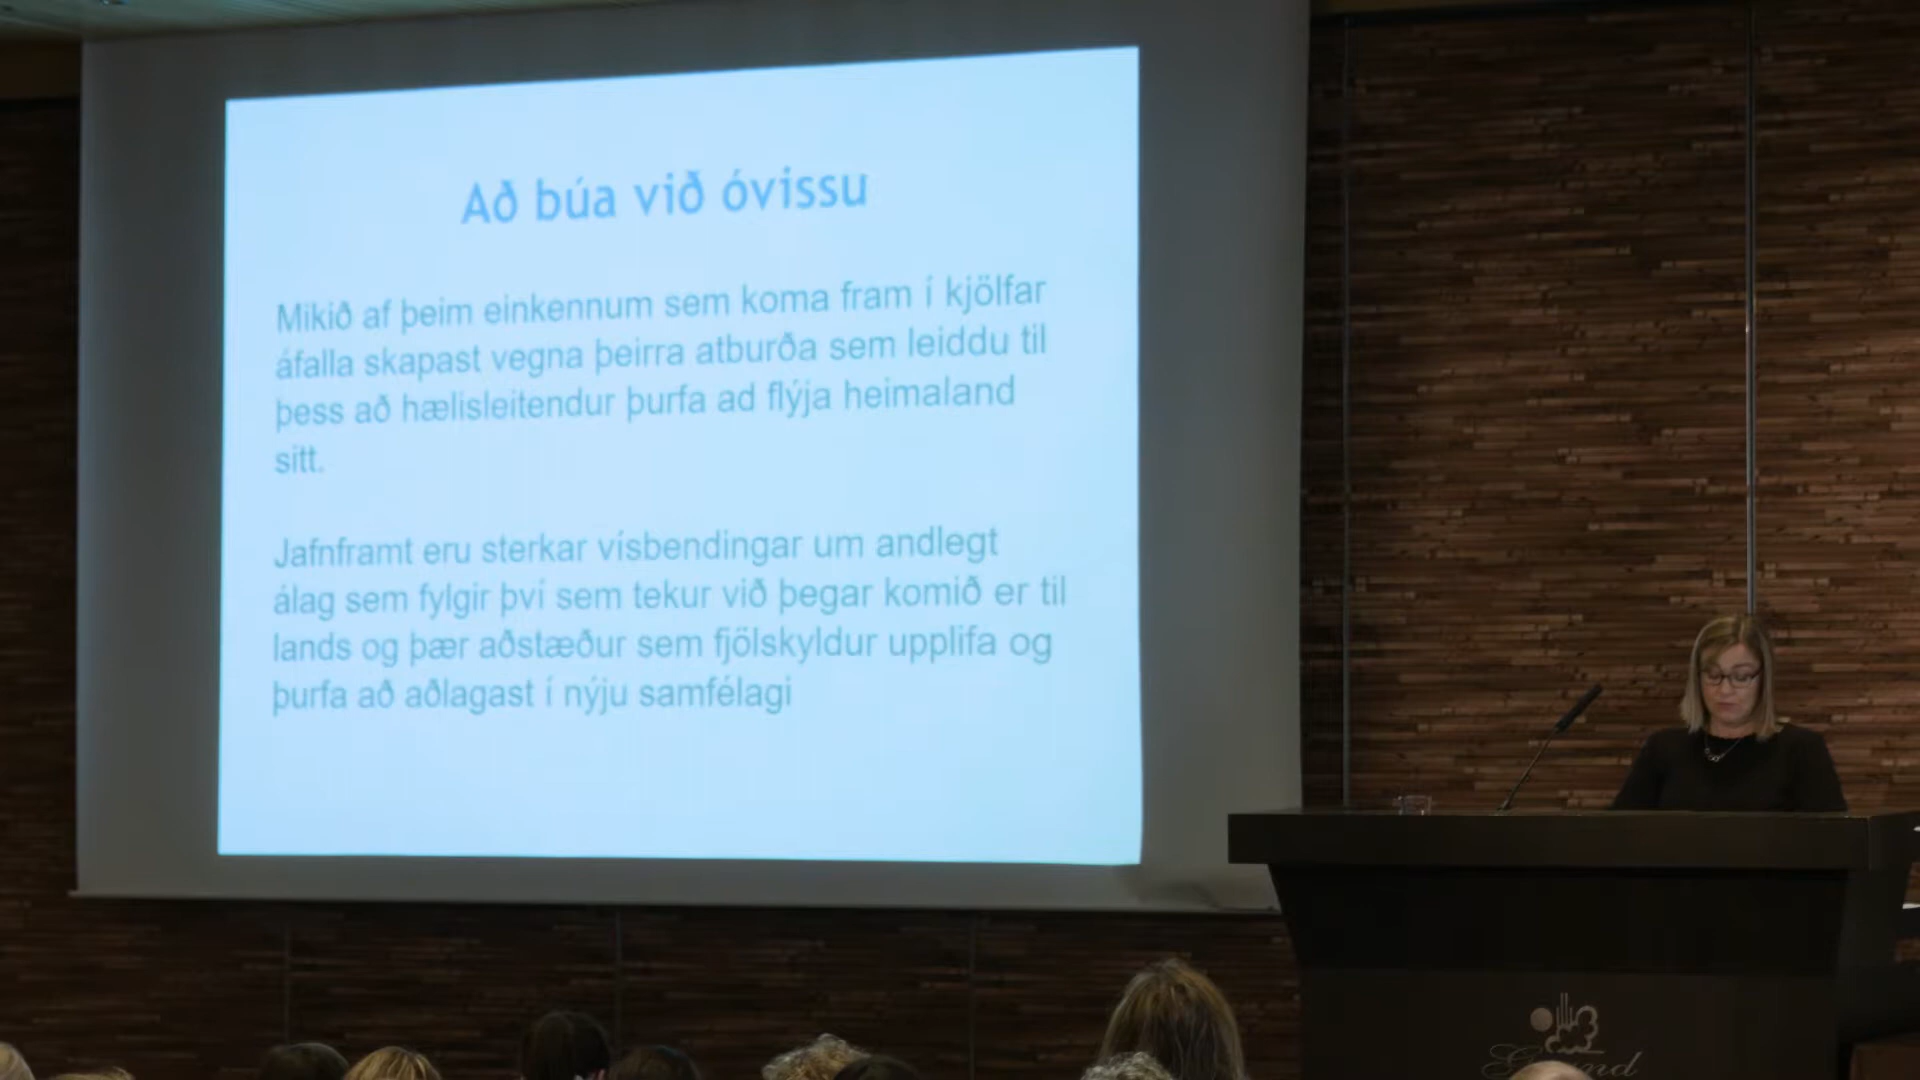 Að búa við óvissu
Mikið af þeim einkennum sem koma fram í kjölfar
áfalla skapast vegna þeirra atburða sem leiddu til
þess að hælisleitendur þurfa ad flýja heimaland
sitt.
Jafnframt eru sterkar vísbendingar um andlegt
álag sem fylgir því sem tekur við þegar komið er til
lands og þær aðstæður sem fjölskyldur upplifa og
þurfa að aðlagast í nýju samfélagi